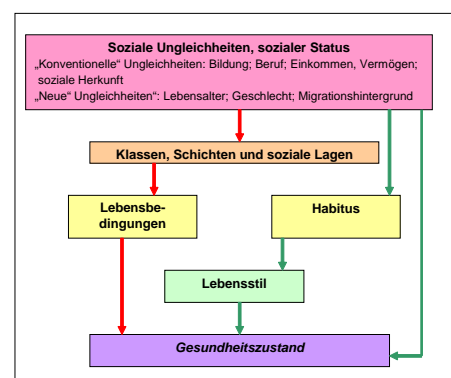 Soziale Ungleichheiten, sozialer Status
„Konventionelle“ Ungleichheiten: Bildung; Beruf; Einkommen, Vermögen;
soziale Herkunft
„Neue“ Ungleichheiten“: Lebensalter; Geschlecht; Migrationshintergrund
Klassen, Schichten und soziale Lagen
Lebensbe-
dingungen
Habitus
Lebensstil
Gesundheitszustand